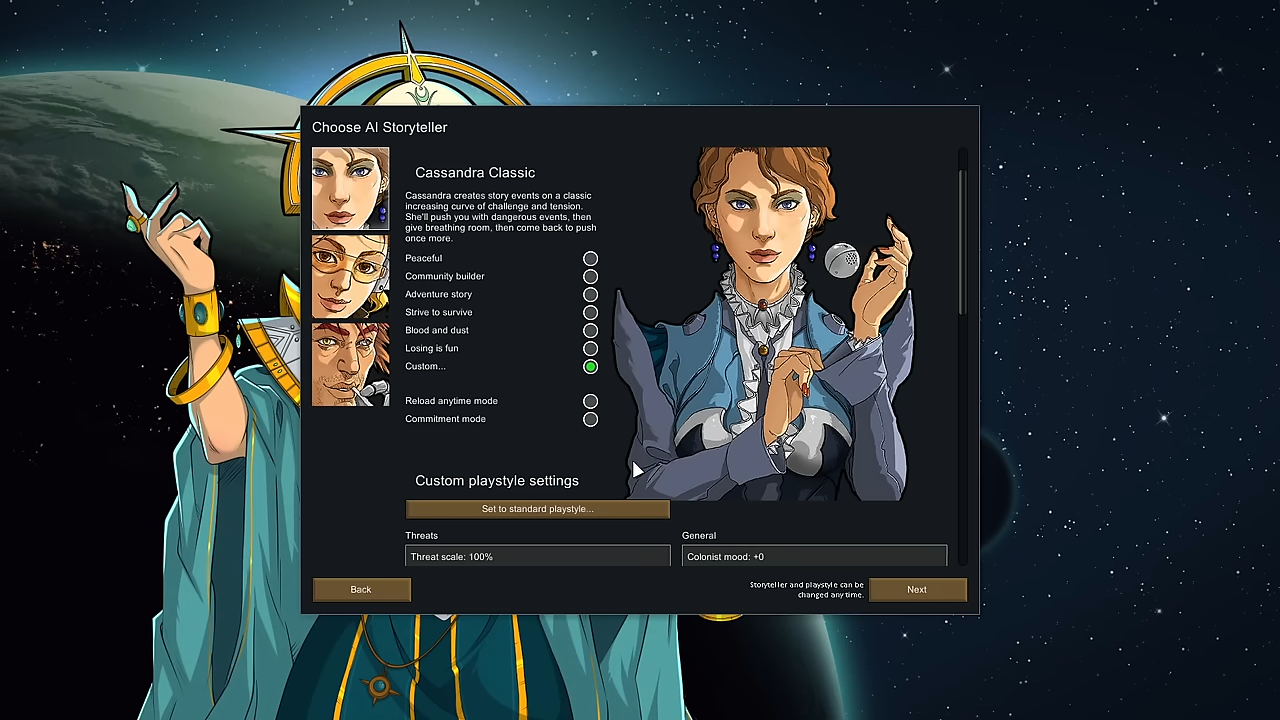 Choose AI Storyteller
Cassandra Classic
Cassandra creates story events on a classic
increasing curve of challenge and tension.
She'll push you with dangerous events, then
give breathing room, then come back to push
once more.
Peaceful
Community builder
Adventure story
Strive to survive
Blood and dust
Losing is fun
Custom...
Reload anytime mode
Commitment mode
Custom playstyle settings
Set to standard playstyle...
Threats
General
Threat scale: 100%
Colonist mood: +0
Back
Storyteller and playstyle can be
changed any time.
Next